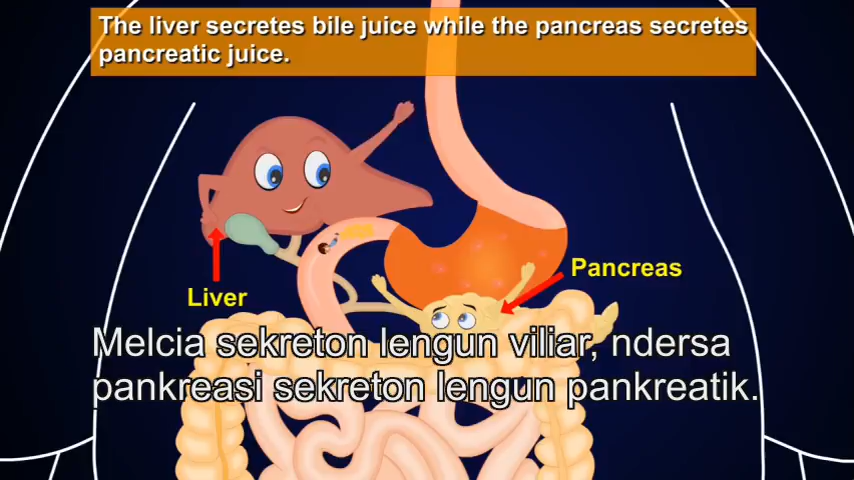 The liver secretes bile juice while the pancreas secretes
pancreatic juice.
Pancreas
Liver
Melcia sekreton lengun viliar, ndersa
pankreasi sekreton lengun pankreatik.